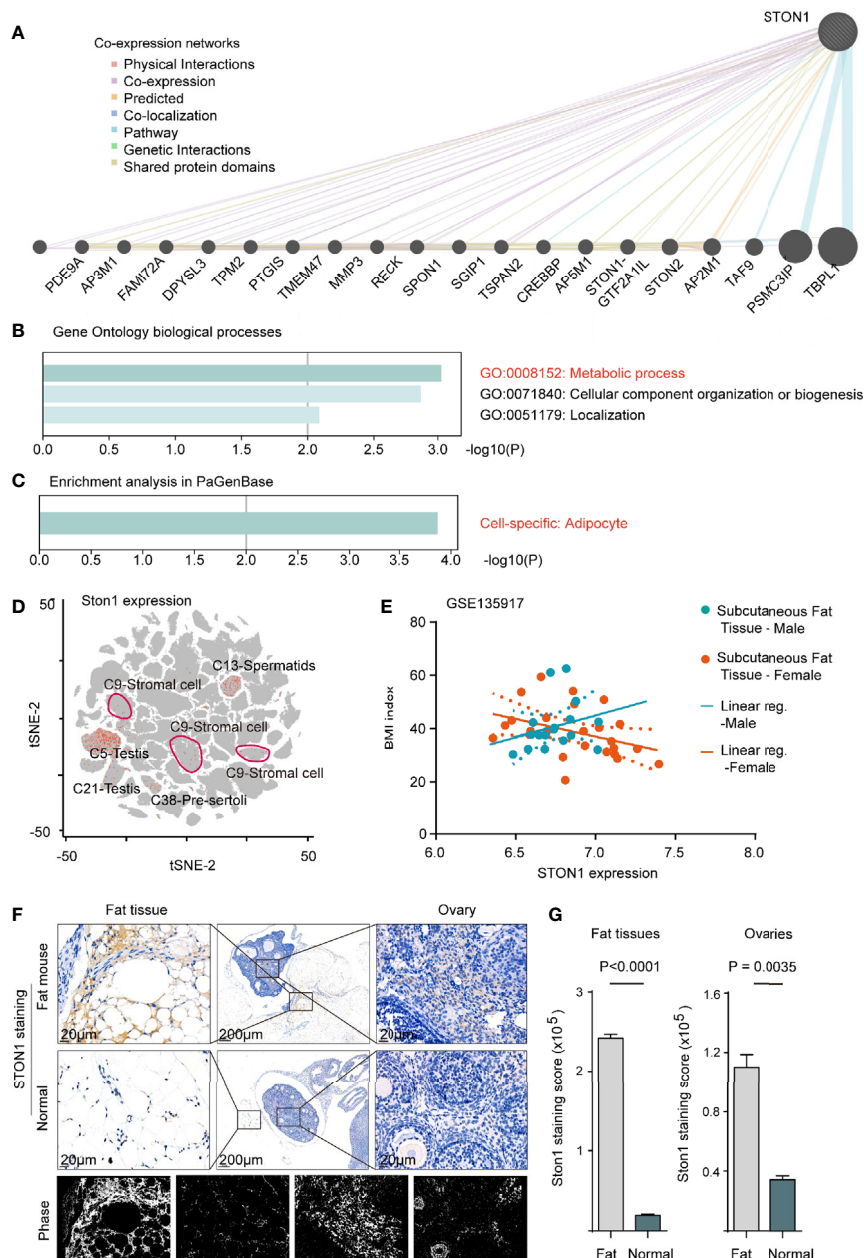 A
STON1
Co-expression networks
Physical Interactions
Co-expression
Predicted
Co-localization
Pathway
Genetic Interactions
Shared protein domains
PDE9A
AP3M1
FAM172A
DPYSL3
TPM2
PTGIS
TMEM47
MMP3
RECK
SPON1
SGIP1
TSPAN2
CREBBP
AP5M1
STON1-
GTF2A1IL
STON2
AP2M1
TAF9
PSMC3IP
TBPL1
B
Gene Ontology biological processes
GO:0008152: Metabolic process
GO:0071840: Cellular component organization or biogenesis
GO:0051179: Localization
0.0 0.5 1.0 1.5 2.0 2.5 3.0 -log10(P)
C
Enrichment analysis in PaGenBase
Cell-specific: Adipocyte
0.0 0.5 1.0 1.5 2.0 2.5 3.0 3.5 4.0 -log10(P)
D
50
Ston1 expression
C13-Spermatids
C9-Stromal cell
C9-Stromal cell
C5-Testis
C9-Stromal cell
C21-Testis
C38-Pre-sertoli
tSNE-2
-50
-50 50
tSNE-2
E
GSE135917
80
60
40
20
0
BMI index
6.0 6.5 7.0 7.5 8.0
STON1 expression
Subcutaneous Fat
Tissue - Male
Subcutaneous Fat
Tissue - Female
Linear reg.
-Male
Linear reg.
-Female
F
Fat tissue
Ovary
STON1 staining
Fat mouse
20μm
200μm
20μm
Normal
20μm
200μm
20μm
Phase
G
Fat tissues
P<0.0001
Ston1 staining score (x10⁵)
3
2
1
Fat Normal
Ovaries
P = 0.0035
Ston1 staining score (x10⁵)
1.6
1.2
0.8
0.4
Fat Normal